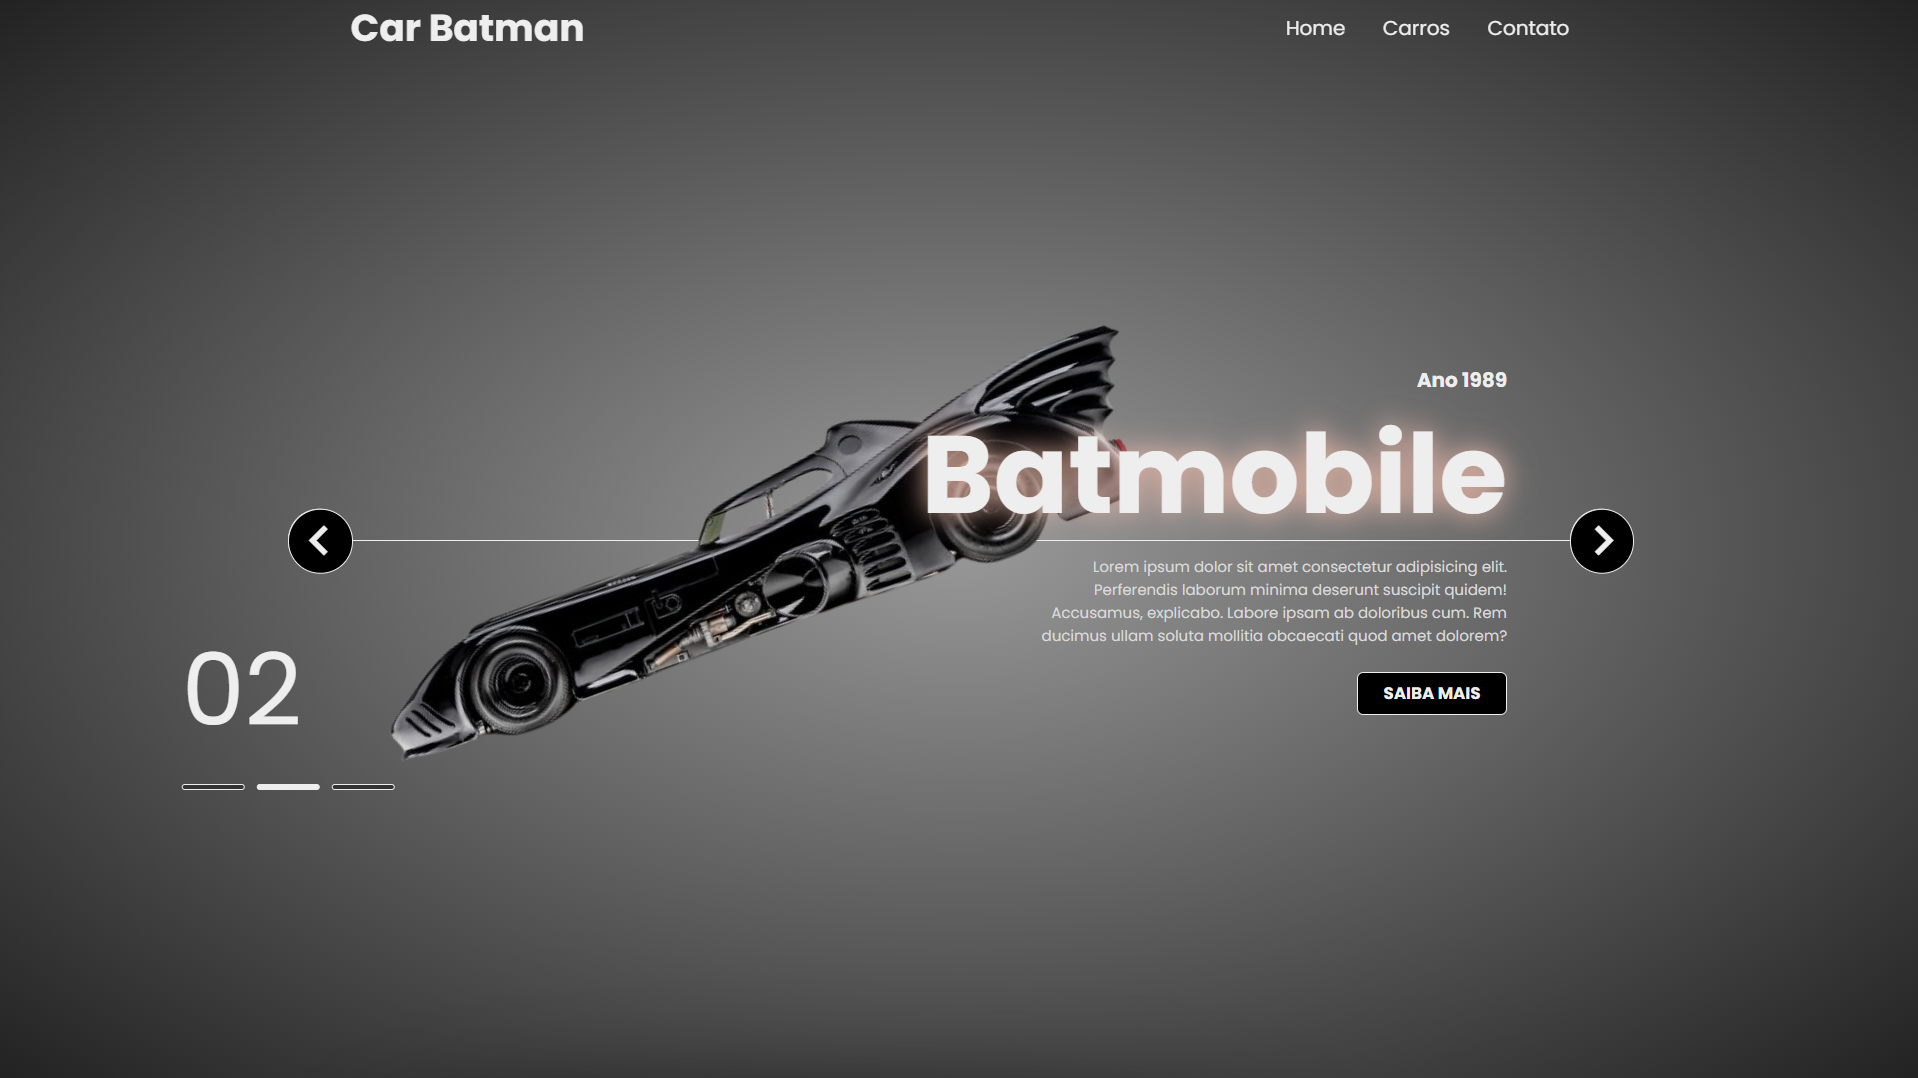 Car Batman
Home
Carros
Contato
Ano 1989
Batmobile
Lorem ipsum dolor sit amet consectetur adipisicing elit.
Perferendis laborum minima deserunt suscipit quidem!
Accusamus, explicabo. Labore ipsam ab doloribus cum. Rem
ducimus ullam soluta mollitia obcaecati quod amet dolorem?
SAIBA MAIS
02